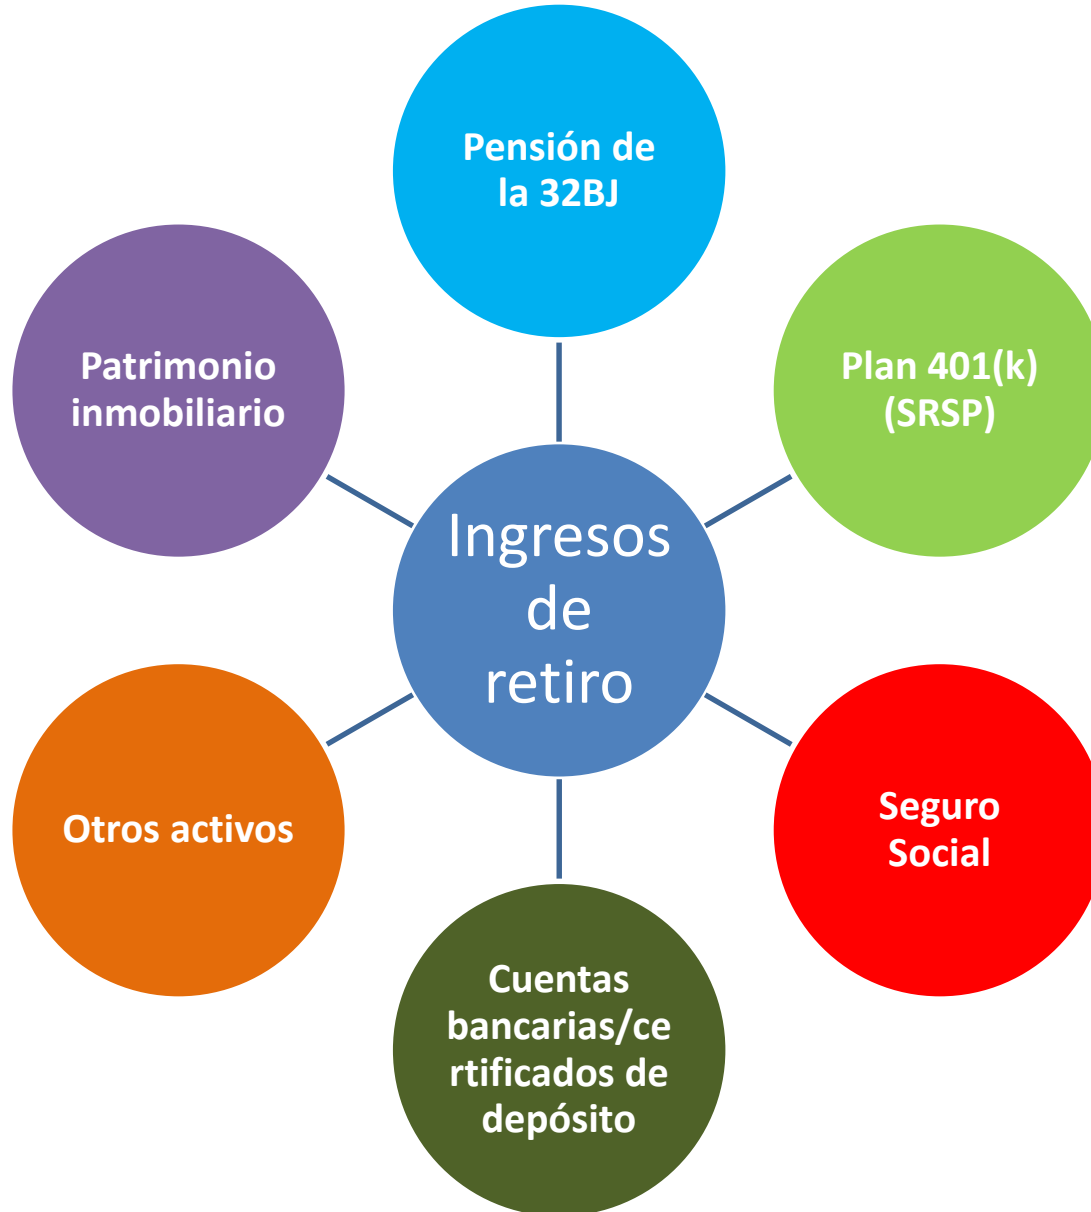 Pensión de
la 32BJ
Plan 401(k)
(SRSP)
Seguro
Social
Cuentas
bancarias/ce
rtificados de
depósito
Otros activos
Patrimonio
inmobiliario
Ingresos
de
retiro